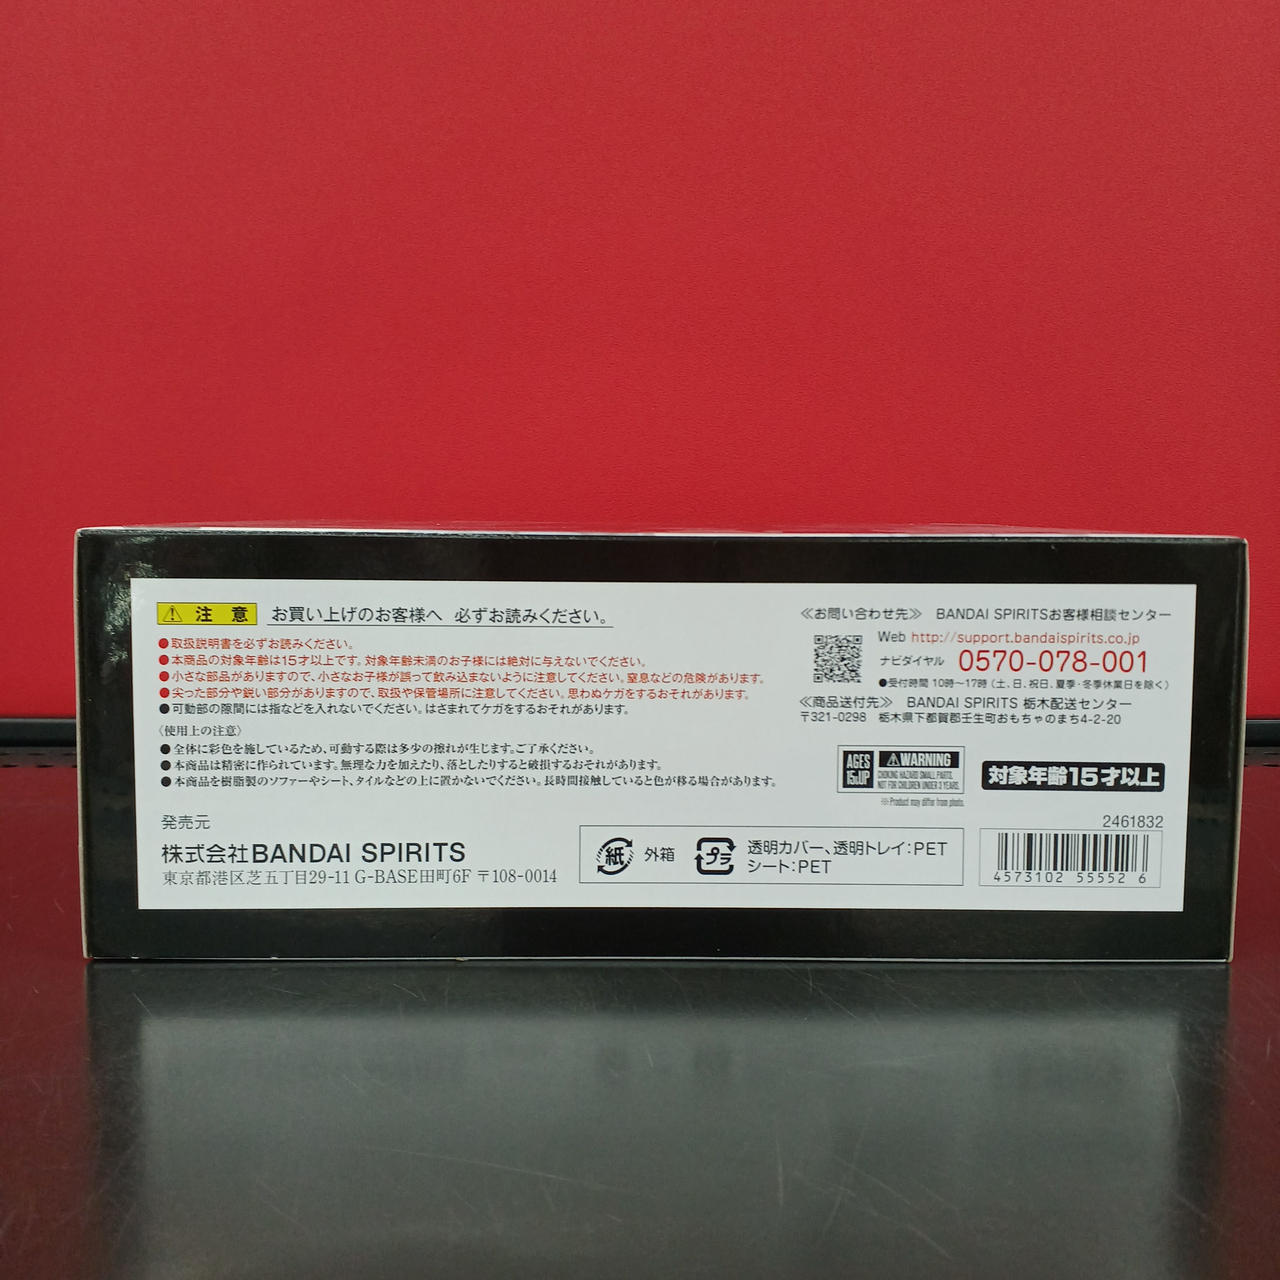 注 意 お買い上げのお客様へ 必ずお読みください。
●取扱説明書を必ずお読みください。
●本商品の対象年齢は15才以上です。対象年齢未満のお子様には絶対に与えないでください。
●小さな部品がありますので、小さなお子様が誤って飲み込まないように注意してください。窒息などの危険があります。
●尖った部分や鋭い部分がありますので、取扱や保管場所に注意してください。思わぬケガをするおそれがあります。
●可動部の隙間には指などを入れないでください。はさまれてケガをするおそれがあります。
〈使用上の注意〉
●全体に彩色を施しているため、可動する際は多少の擦れが生じます。ご了承ください。
●本商品は精密に作られています。無理な力を加えたり、落としたりすると破損するおそれがあります。
●本商品を樹脂製のソファーやシート、タイルなどの上に置かないでください。長時間接触していると色が移る場合があります。
発売元
株式会社BANDAI SPIRITS
東京都港区芝五丁目29-11 G-BASE田町6F 〒108-0014
紙 外箱
プラ 透明カバー、透明トレイ：PET
シート：PET
≪お問い合わせ先≫ BANDAI SPIRITSお客様相談センター
Web http://support.bandaispirits.co.jp
ナビダイヤル 0570-078-001
●受付時間 10時〜17時（土、日、祝日、夏季・冬季休業日を除く）
≪商品送付先≫ BANDAI SPIRITS 栃木配送センター
〒321-0298 栃木県下都賀郡壬生町おもちゃのまち4-2-20
AGES 15&UP
WARNING
CHOKING HAZARD SMALL PARTS.
NOT FOR CHILDREN UNDER 3 YEARS.
※Product may differ from photo.
対象年齢15才以上
2461832
4573102 55552 6